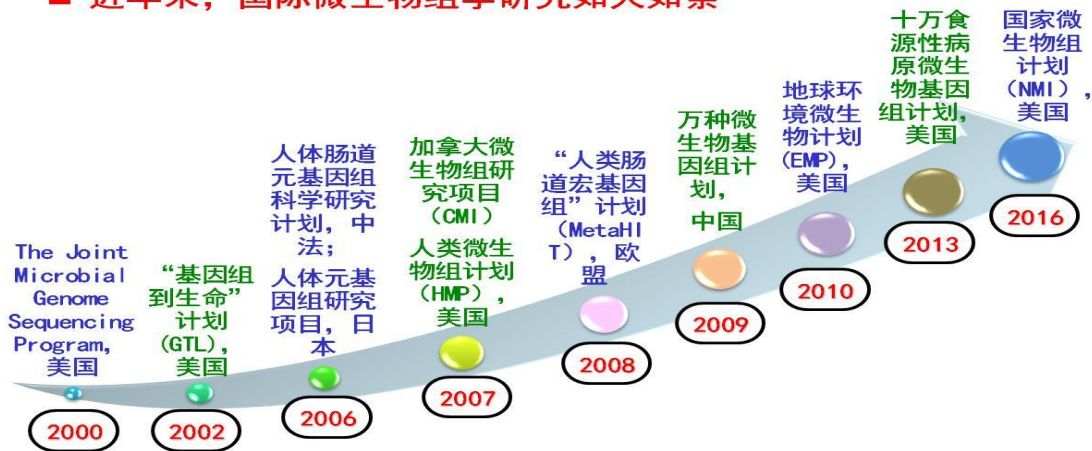 ■ 近年来，国际微生物组学研究如火如荼
The Joint
Microbial
Genome
Sequencing
Program,
美国
2000
“基因组
到生命”
计划
(GTL),
美国
2002
人体肠道
元基因组
科学研究
计划, 中
法;
人体元基
因组研究
项目, 日
本
2006
加拿大微
生物组研
究项目
(CMI)
人类微生
物组计划
(HMP) ,
美国
2007
“人类肠
道宏基因
组”计划
(MetaHI
T) , 欧
盟
2008
万种微
生物基
因组计
划,
中国
2009
地球环
境微生
物计划
(EMP),
美国
2010
十万食
源性病
原微生
物基因
组计划,
美国
2013
国家微
生物组
计划
(NMI) ,
美国
2016